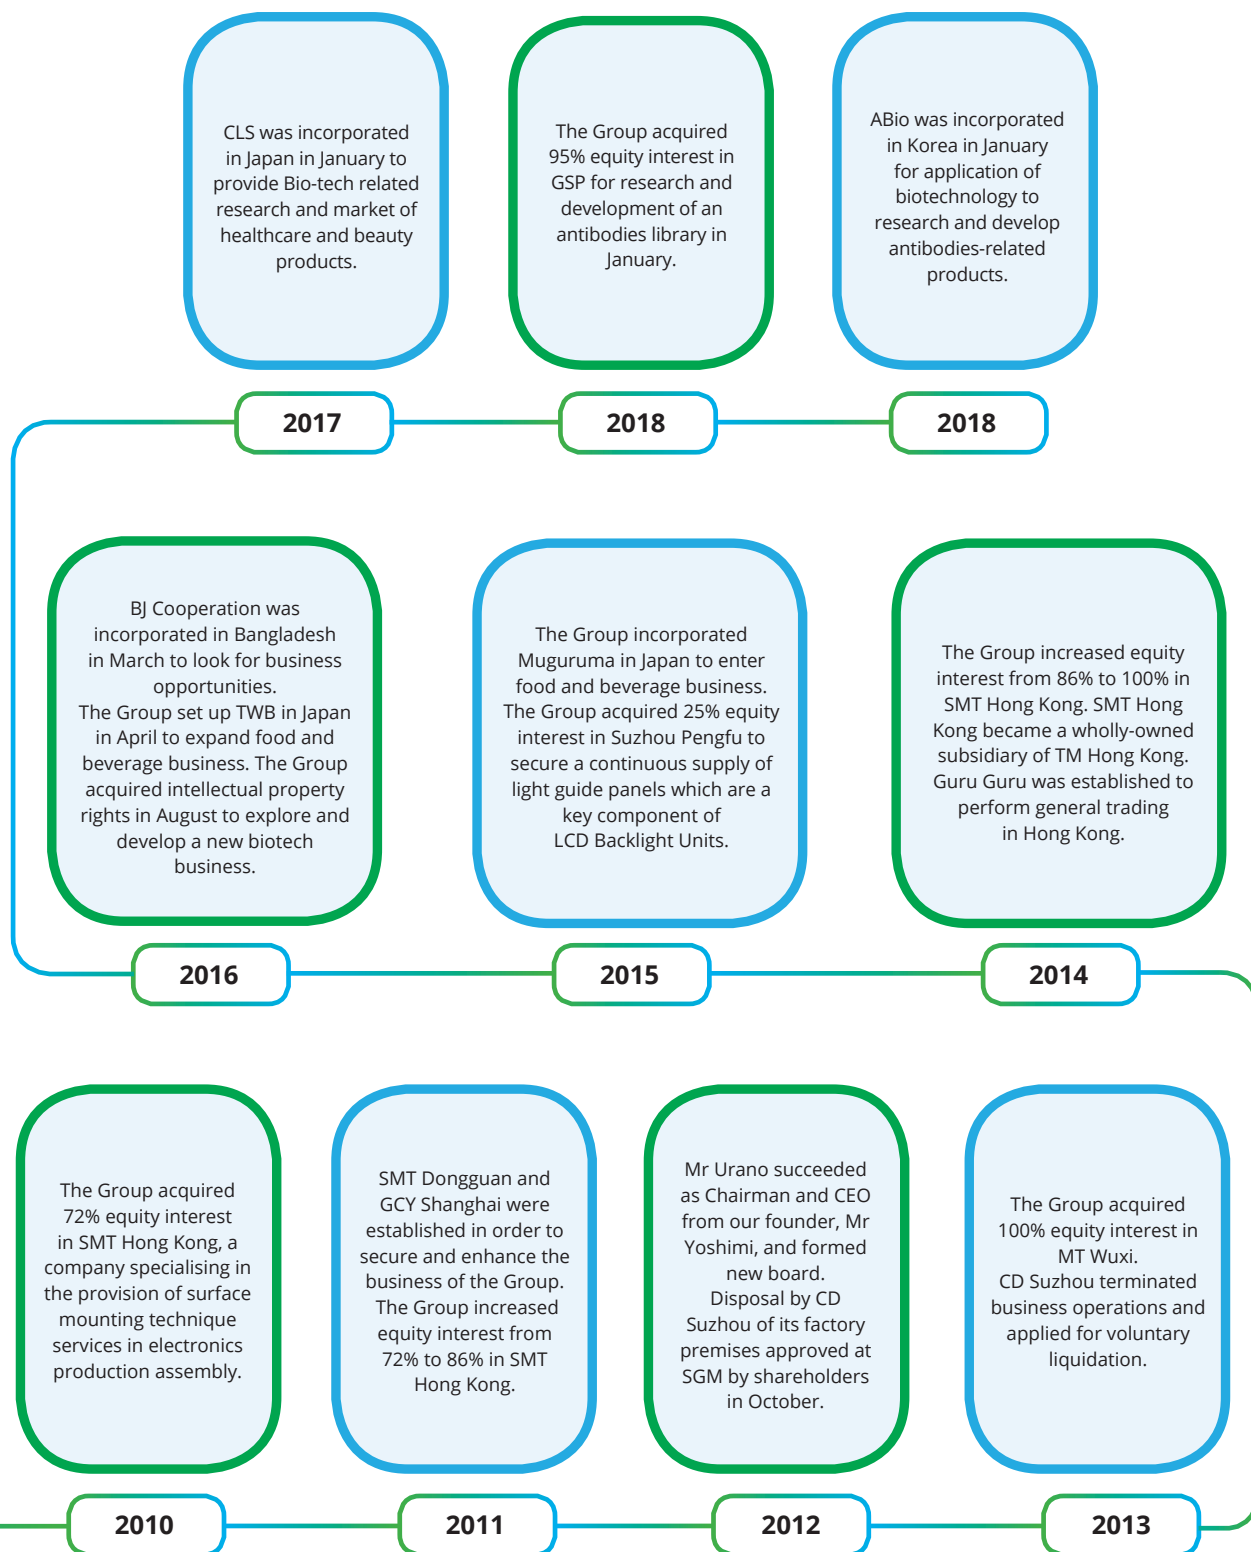 CLS was incorporated
in Japan in January to
provide Bio-tech related
research and market of
healthcare and beauty
products.
The Group acquired
95% equity interest in
GSP for research and
development of an
antibodies library in
January.
ABio was incorporated
in Korea in January
for application of
biotechnology to
research and develop
antibodies-related
products.
2017
2018
2018
BJ Cooperation was
incorporated in Bangladesh
in March to look for business
opportunities.
The Group set up TWB in Japan
in April to expand food and
beverage business. The Group
acquired intellectual property
rights in August to explore and
develop a new biotech
business.
The Group incorporated
Muguruma in Japan to enter
food and beverage business.
The Group acquired 25% equity
interest in Suzhou Pengfu to
secure a continuous supply of
light guide panels which are a
key component of
LCD Backlight Units.
The Group increased equity
interest from 86% to 100% in
SMT Hong Kong. SMT Hong
Kong became a wholly-owned
subsidiary of TM Hong Kong.
Guru Guru was established to
perform general trading
in Hong Kong.
2016
2015
2014
The Group acquired
72% equity interest
in SMT Hong Kong, a
company specialising in
the provision of surface
mounting technique
services in electronics
production assembly.
SMT Dongguan and
GCY Shanghai were
established in order to
secure and enhance the
business of the Group.
The Group increased
equity interest from
72% to 86% in SMT
Hong Kong.
Mr Urano succeeded
as Chairman and CEO
from our founder, Mr
Yoshimi, and formed
new board.
Disposal by CD
Suzhou of its factory
premises approved at
SGM by shareholders
in October.
The Group acquired
100% equity interest in
MT Wuxi.
CD Suzhou terminated
business operations and
applied for voluntary
liquidation.
2010
2011
2012
2013